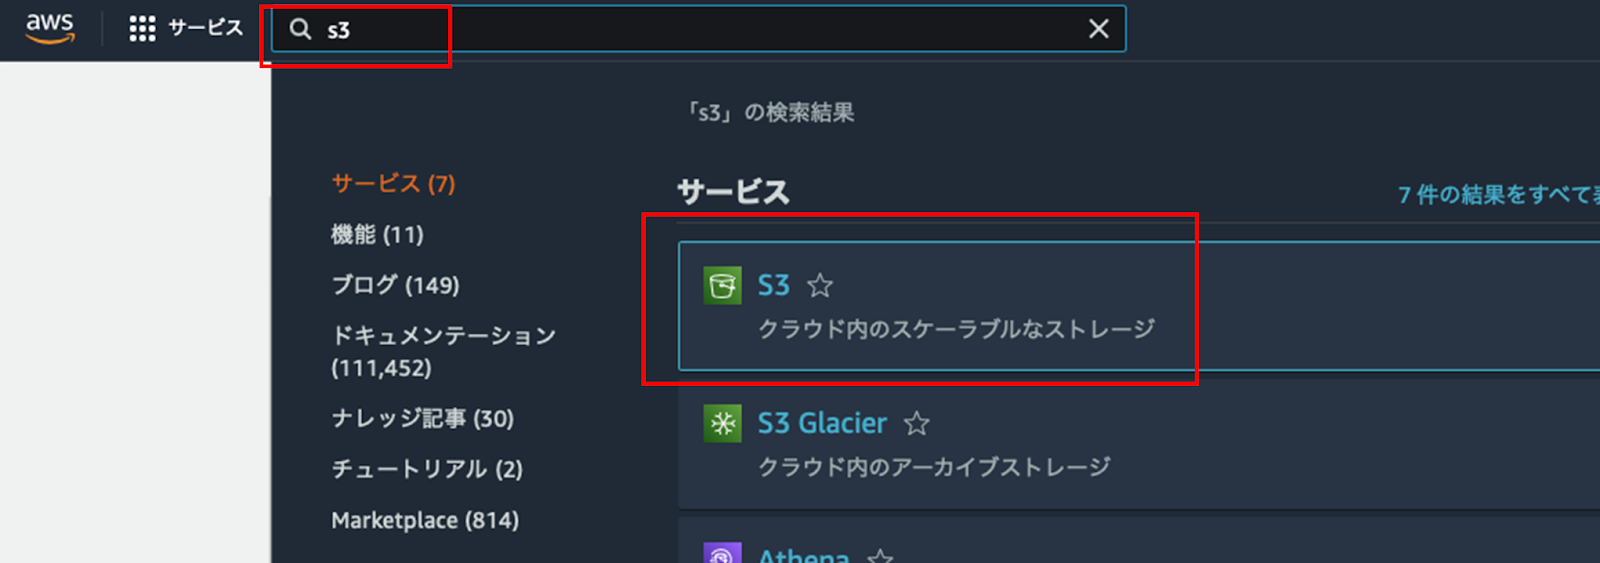 aws
サービス
s3
「s3」の検索結果
サービス (7)
機能 (11)
ブログ (149)
ドキュメンテーション
(111,452)
ナレッジ記事 (30)
チュートリアル (2)
Marketplace (814)
サービス
7 件の結果をすべて
S3
クラウド内のスケーラブルなストレージ
S3 Glacier
クラウド内のアーカイブストレージ
Athena